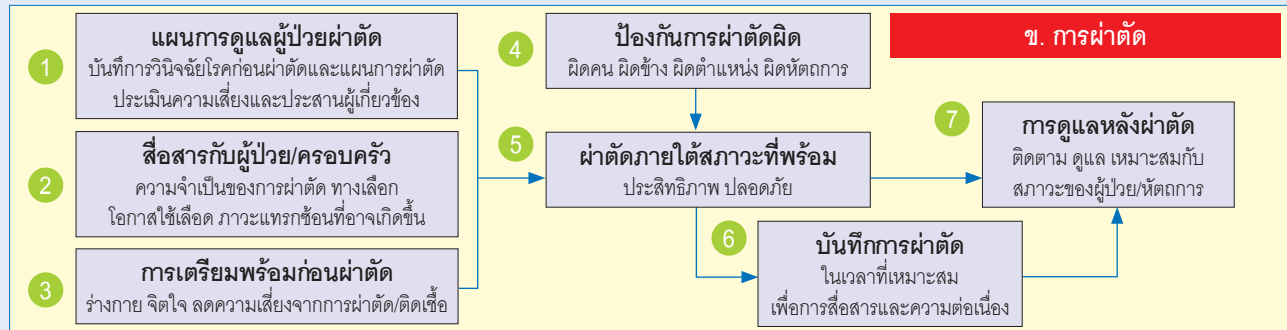 ข. การผ่าตัด
1
แผนการดูแลผู้ป่วยผ่าตัด
บันทึการวินิจฉัยโรคก่อนผ่าตัดและแผนการผ่าตัด
ประเมินความเสี่ยงและประสานผู้เกี่ยวข้อง
2
สื่อสารกับผู้ป่วย/ครอบครัว
ความจำเป็นของการผ่าตัด ทางเลือก
โอกาสใช้เลือด ภาวะแทรกซ้อนที่อาจเกิดขึ้น
3
การเตรียมพร้อมก่อนผ่าตัด
ร่างกาย จิตใจ ลดความเสี่ยงจากการผ่าตัด/ติดเชื้อ
4
ป้องกันการผ่าตัดผิด
ผิดคน ผิดข้าง ผิดตำแหน่ง ผิดหัตถการ
5
ผ่าตัดภายใต้สภาวะที่พร้อม
ประสิทธิภาพ ปลอดภัย
6
บันทึกการผ่าตัด
ในเวลาที่เหมาะสม
เพื่อการสื่อสารและความต่อเนื่อง
7
การดูแลหลังผ่าตัด
ติดตาม ดูแล เหมาะสมกับ
สภาวะของผู้ป่วย/หัตถการ